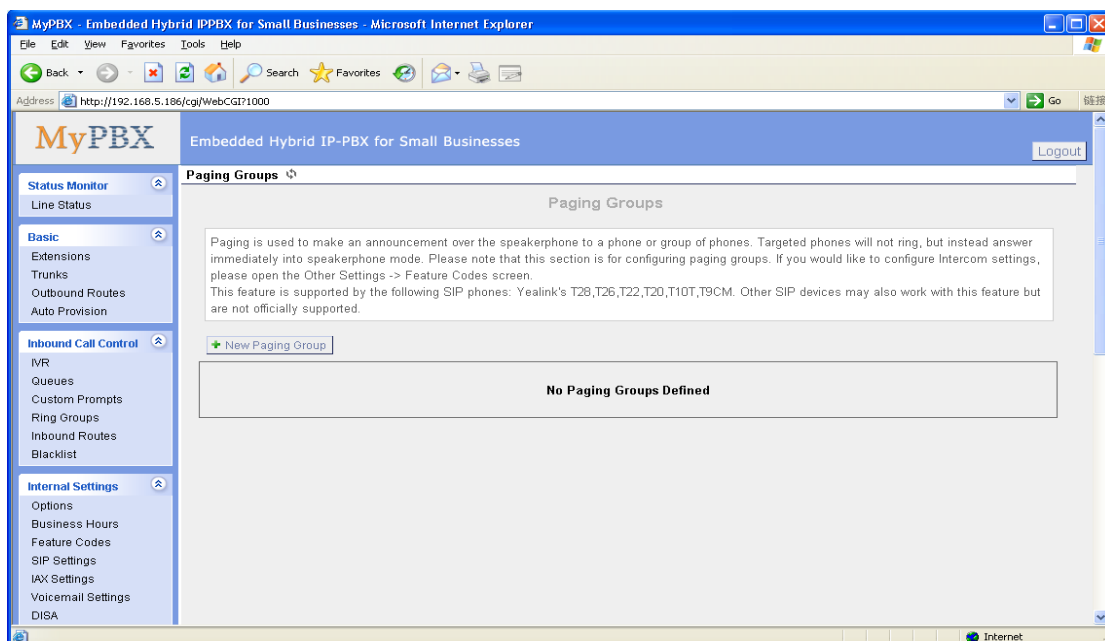 MyPBX - Embedded Hybrid IPPBX for Small Businesses - Microsoft Internet Explorer
File Edit View Favorites Tools Help
Back Search Favorites
Address http://192.168.5.186/cgi/WebCGI?1000 Go 链接
MyPBX
Embedded Hybrid IP-PBX for Small Businesses
Logout
Status Monitor
Line Status
Basic
Extensions
Trunks
Outbound Routes
Auto Provision
Inbound Call Control
IVR
Queues
Custom Prompts
Ring Groups
Inbound Routes
Blacklist
Internal Settings
Options
Business Hours
Feature Codes
SIP Settings
IAX Settings
Voicemail Settings
DISA
Paging Groups
Paging Groups
Paging is used to make an announcement over the speakerphone to a phone or group of phones. Targeted phones will not ring, but instead answer
immediately into speakerphone mode. Please note that this section is for configuring paging groups. If you would like to configure Intercom settings,
please open the Other Settings -> Feature Codes screen.
This feature is supported by the following SIP phones: Yealink's T28,T26,T22,T20,T10T,T9CM. Other SIP devices may also work with this feature but
are not officially supported.
New Paging Group
No Paging Groups Defined
Internet